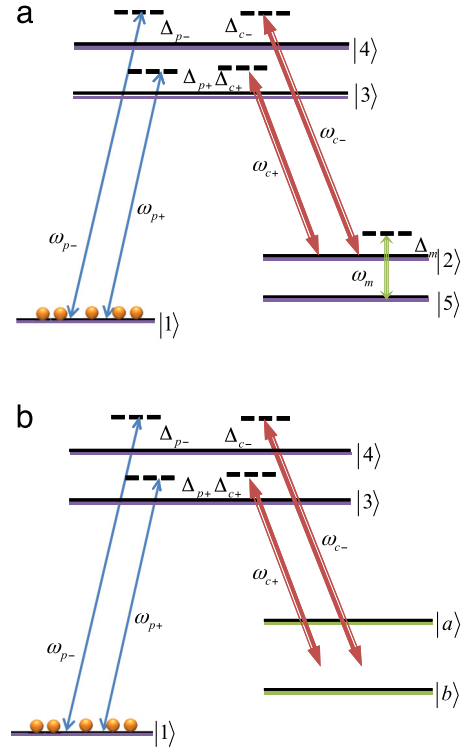 a
Δp− Δc−
|4⟩
Δp+ Δc+
|3⟩
ωc−
ωc+
ωp+
ωp−
Δm |2⟩
ωm
|5⟩
|1⟩
b
Δp− Δc−
|4⟩
Δp+ Δc+
|3⟩
ωc−
ωc+
ωp+
|a⟩
ωp−
|b⟩
|1⟩